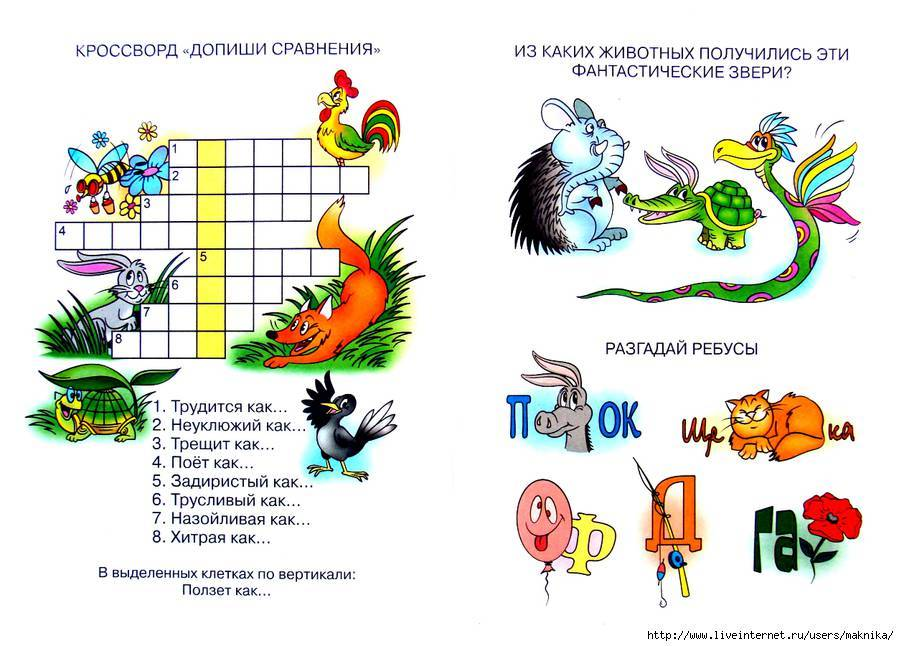 КРОССВОРД «ДОПИШИ СРАВНЕНИЯ»
1
2
3
4
5
6
7
8
1. Трудится как...
2. Неуклюжий как...
3. Трещит как...
4. Поёт как...
5. Задиристый как...
6. Трусливый как...
7. Назойливая как...
8. Хитрая как...
В выделенных клетках по вертикали:
Ползет как...
ИЗ КАКИХ ЖИВОТНЫХ ПОЛУЧИЛИСЬ ЭТИ
ФАНТАСТИЧЕСКИЕ ЗВЕРИ?
РАЗГАДАЙ РЕБУСЫ
П ОК
Ще ка
Ф
Д
га
http://www.liveinternet.ru/users/maknika/